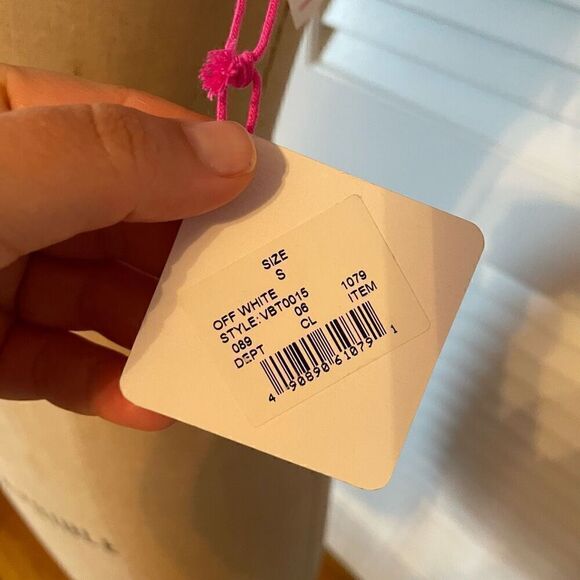 SIZE
S
OFF WHITE
STYLE: VBT0015
089 06 1079
DEPT CL ITEM
4 90890 61079 1